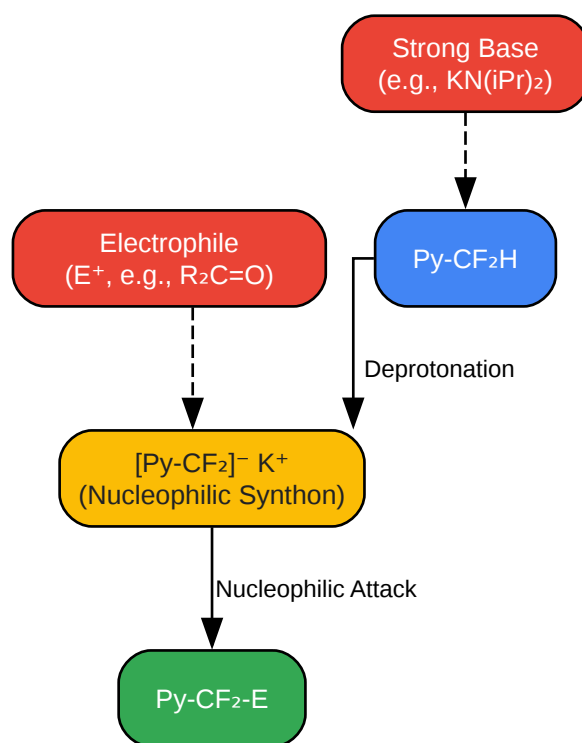 Strong Base
(e.g., KN(iPr)₂)
Electrophile
(E⁺, e.g., R₂C=O)
Py-CF₂H
Deprotonation
[Py-CF₂]⁻ K⁺
(Nucleophilic Synthon)
Nucleophilic Attack
Py-CF₂-E